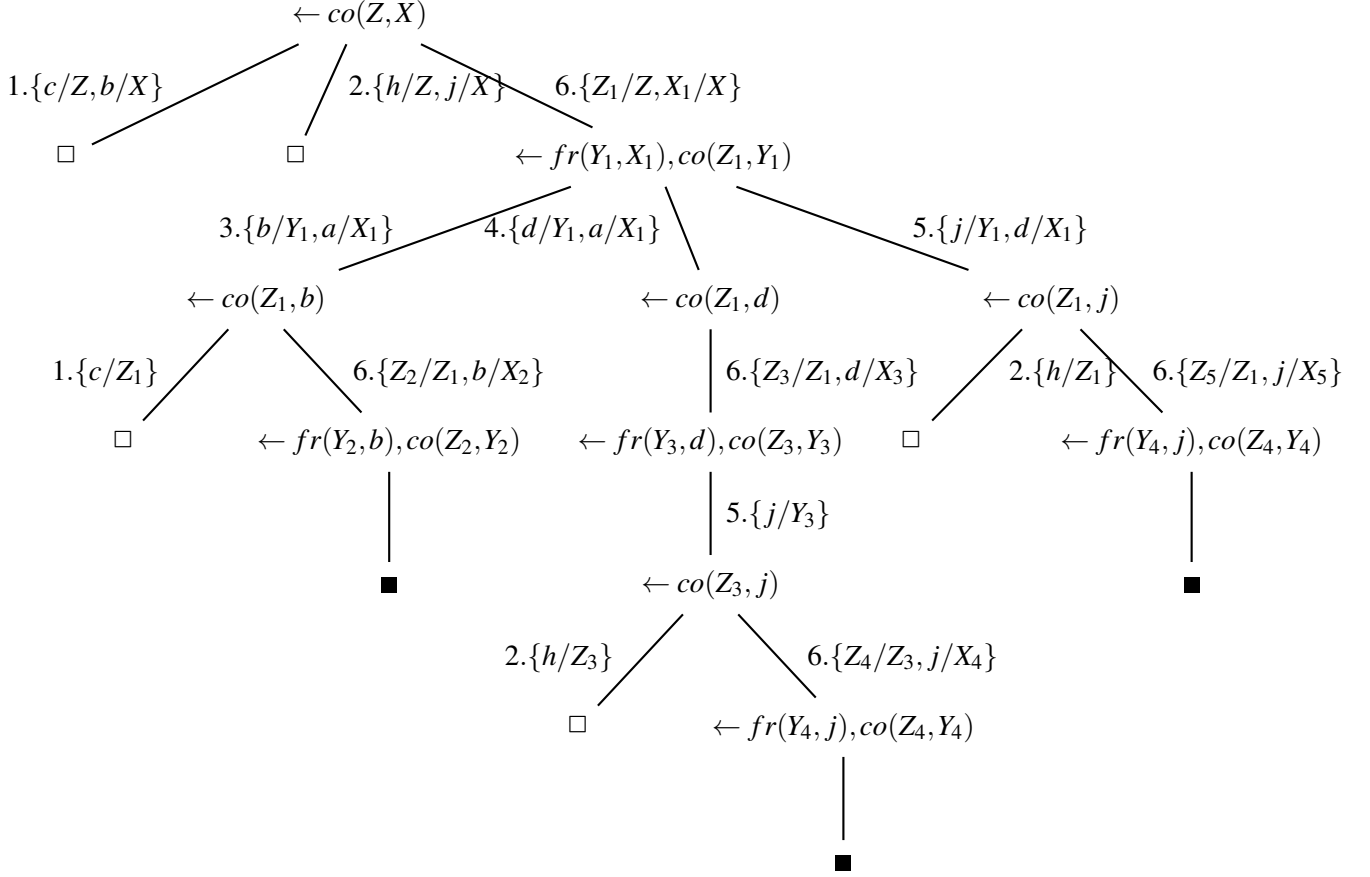 ← co(Z,X)
1.{c/Z,b/X} 2.{h/Z, j/X} 6.{Z₁/Z,X₁/X}
□ □ ← fr(Y₁,X₁),co(Z₁,Y₁)
3.{b/Y₁,a/X₁} 4.{d/Y₁,a/X₁} 5.{j/Y₁,d/X₁}
← co(Z₁,b) ← co(Z₁,d) ← co(Z₁, j)
1.{c/Z₁} 6.{Z₂/Z₁,b/X₂} 6.{Z₃/Z₁,d/X₃} 2.{h/Z₁} 6.{Z₅/Z₁, j/X₅}
□ ← fr(Y₂,b),co(Z₂,Y₂) ← fr(Y₃,d),co(Z₃,Y₃) □ ← fr(Y₄, j),co(Z₄,Y₄)
5.{j/Y₃}
■ ← co(Z₃, j) ■
2.{h/Z₃} 6.{Z₄/Z₃, j/X₄}
□ ← fr(Y₄, j),co(Z₄,Y₄)
■